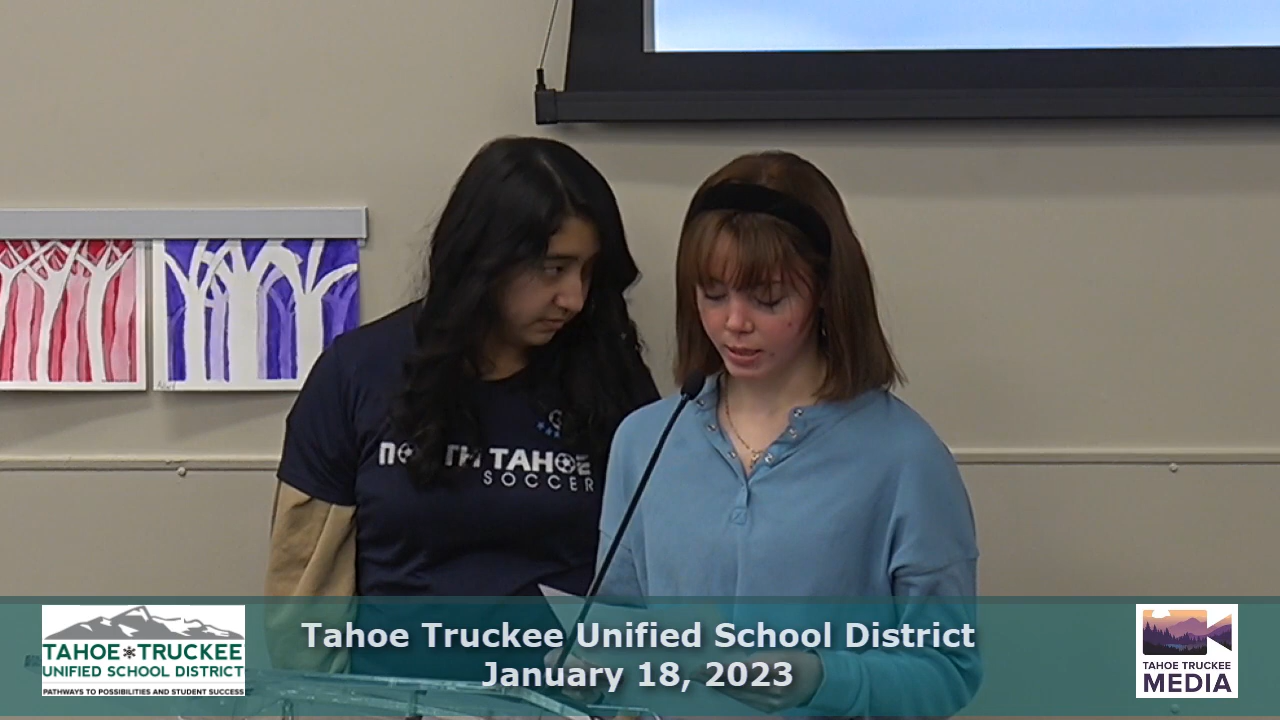 NORTH TAHOE
SOCCER
Tahoe Truckee Unified School District
January 18, 2023
TAHOE TRUCKEE
UNIFIED SCHOOL DISTRICT
PATHWAYS TO POSSIBILITIES AND STUDENT SUCCESS
TAHOE TRUCKEE
MEDIA